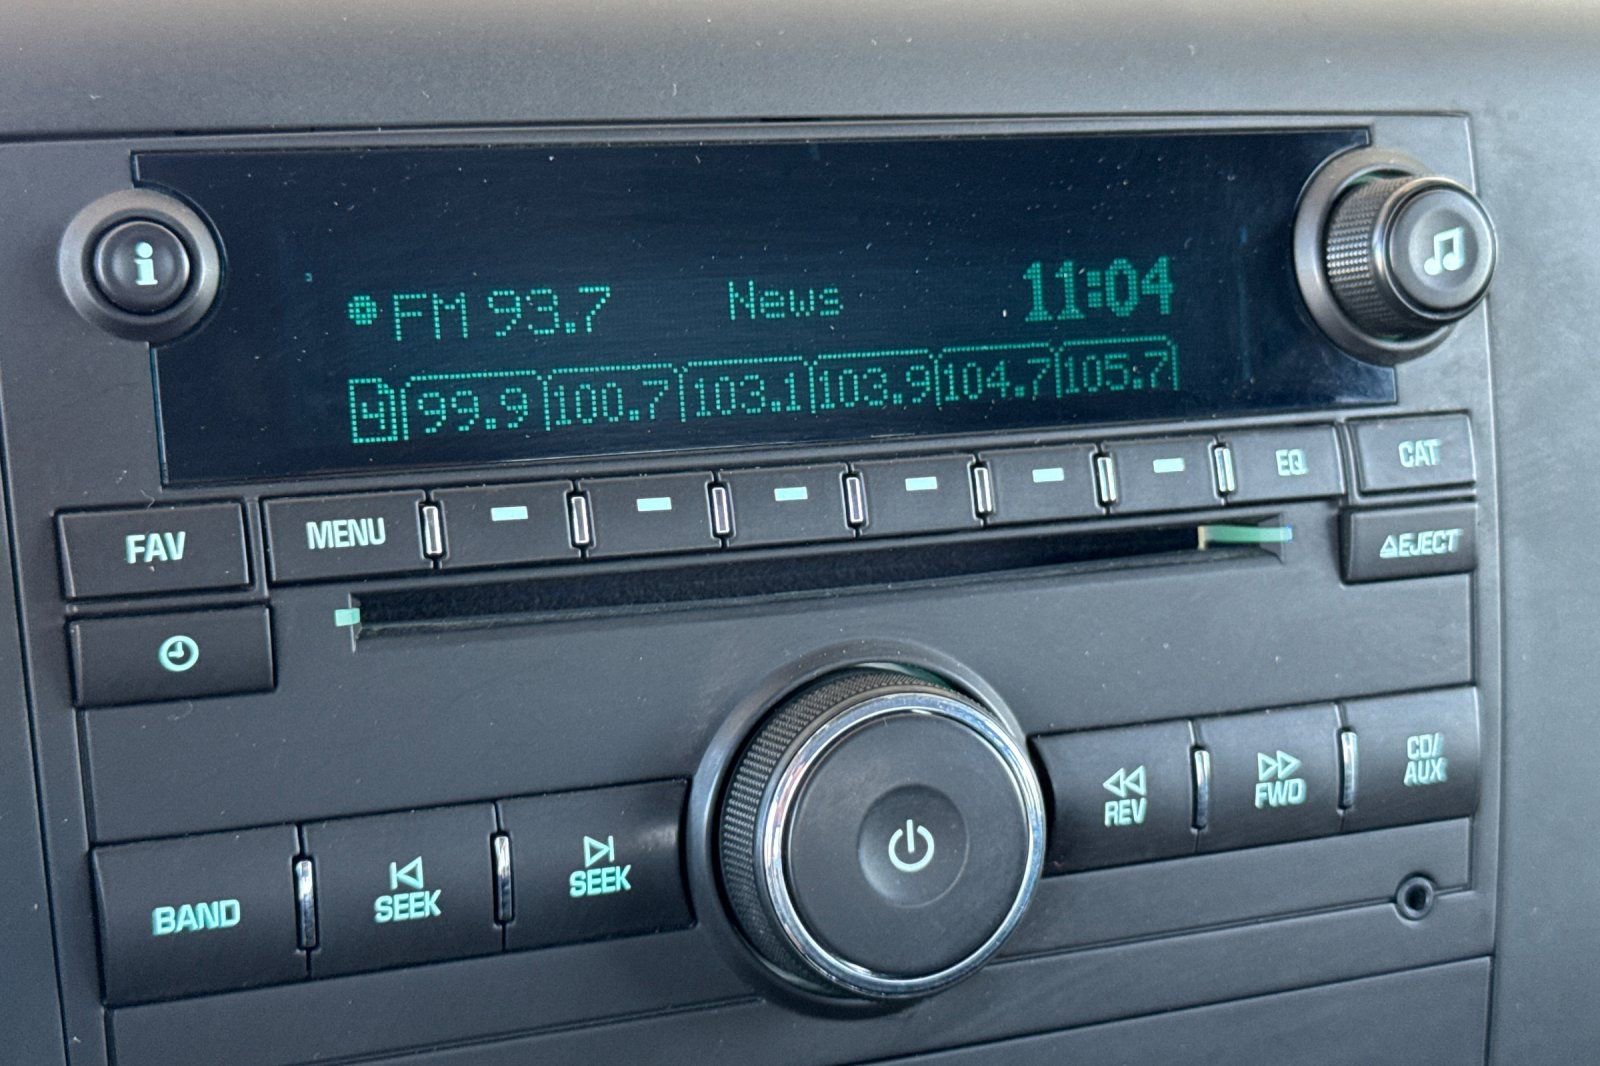 i
FM 93.7 News 11:04
4 99.9 100.7 103.1 103.9 104.7 105.7
FAV MENU EQ CAT
EJECT
BAND SEEK SEEK REV FWD CD/
AUX